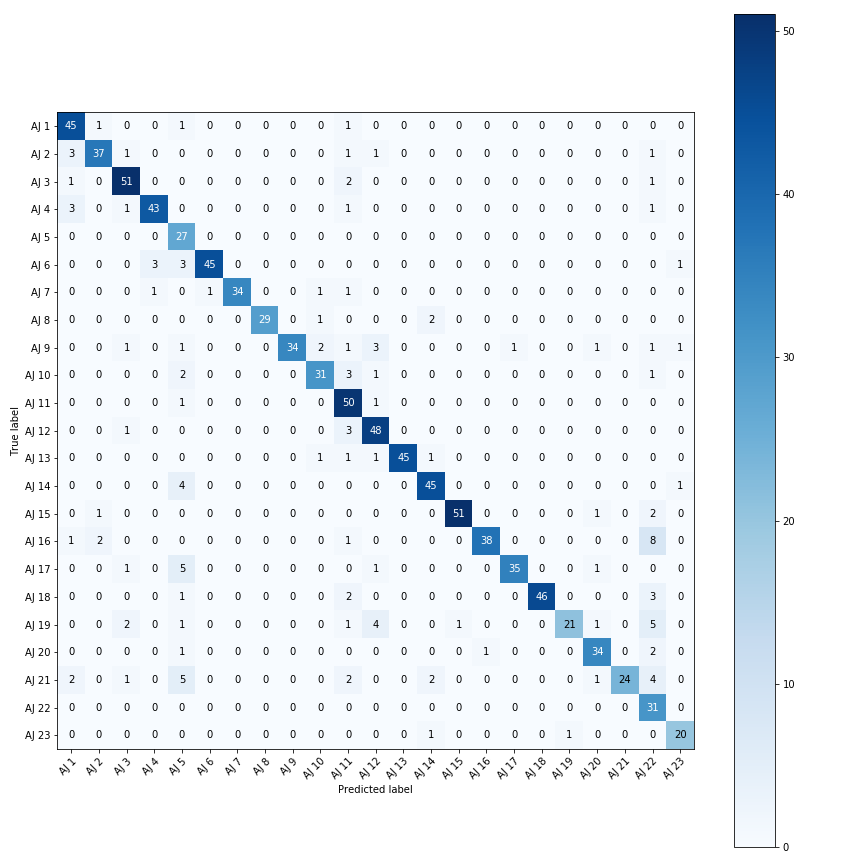 AJ 1 45 1 0 0 1 0 0 0 0 0 1 0 0 0 0 0 0 0 0 0 0 0 0
AJ 2 3 37 1 0 0 0 0 0 0 0 1 1 0 0 0 0 0 0 0 0 0 1 0
AJ 3 1 0 51 0 0 0 0 0 0 0 2 0 0 0 0 0 0 0 0 0 0 1 0
AJ 4 3 0 1 43 0 0 0 0 0 0 1 0 0 0 0 0 0 0 0 0 0 1 0
AJ 5 0 0 0 0 27 0 0 0 0 0 0 0 0 0 0 0 0 0 0 0 0 0 0
AJ 6 0 0 0 3 3 45 0 0 0 0 0 0 0 0 0 0 0 0 0 0 0 0 1
AJ 7 0 0 0 1 0 1 34 0 0 1 1 0 0 0 0 0 0 0 0 0 0 0 0
AJ 8 0 0 0 0 0 0 0 29 0 1 0 0 0 2 0 0 0 0 0 0 0 0 0
AJ 9 0 0 1 0 1 0 0 0 34 2 1 3 0 0 0 0 1 0 0 1 0 1 1
AJ 10 0 0 0 0 2 0 0 0 0 31 3 1 0 0 0 0 0 0 0 0 0 1 0
AJ 11 0 0 0 0 1 0 0 0 0 0 50 1 0 0 0 0 0 0 0 0 0 0 0
AJ 12 0 0 1 0 0 0 0 0 0 0 3 48 0 0 0 0 0 0 0 0 0 0 0
AJ 13 0 0 0 0 0 0 0 0 0 1 1 1 45 1 0 0 0 0 0 0 0 0 0
AJ 14 0 0 0 0 4 0 0 0 0 0 0 0 0 45 0 0 0 0 0 0 0 0 1
AJ 15 0 1 0 0 0 0 0 0 0 0 0 0 0 0 51 0 0 0 0 1 0 2 0
AJ 16 1 2 0 0 0 0 0 0 0 0 1 0 0 0 0 38 0 0 0 0 0 8 0
AJ 17 0 0 1 0 5 0 0 0 0 0 0 1 0 0 0 0 35 0 0 1 0 0 0
AJ 18 0 0 0 0 1 0 0 0 0 0 2 0 0 0 0 0 0 46 0 0 0 3 0
AJ 19 0 0 2 0 1 0 0 0 0 0 1 4 0 0 1 0 0 0 21 1 0 5 0
AJ 20 0 0 0 0 1 0 0 0 0 0 0 0 0 0 0 1 0 0 0 34 0 2 0
AJ 21 2 0 1 0 5 0 0 0 0 0 2 0 0 2 0 0 0 0 0 1 24 4 0
AJ 22 0 0 0 0 0 0 0 0 0 0 0 0 0 0 0 0 0 0 0 0 0 31 0
AJ 23 0 0 0 0 0 0 0 0 0 0 0 0 0 1 0 0 0 0 1 0 0 0 20
True label
AJ 1 AJ 2 AJ 3 AJ 4 AJ 5 AJ 6 AJ 7 AJ 8 AJ 9 AJ 10 AJ 11 AJ 12 AJ 13 AJ 14 AJ 15 AJ 16 AJ 17 AJ 18 AJ 19 AJ 20 AJ 21 AJ 22 AJ 23
Predicted label
50
40
30
20
10
0